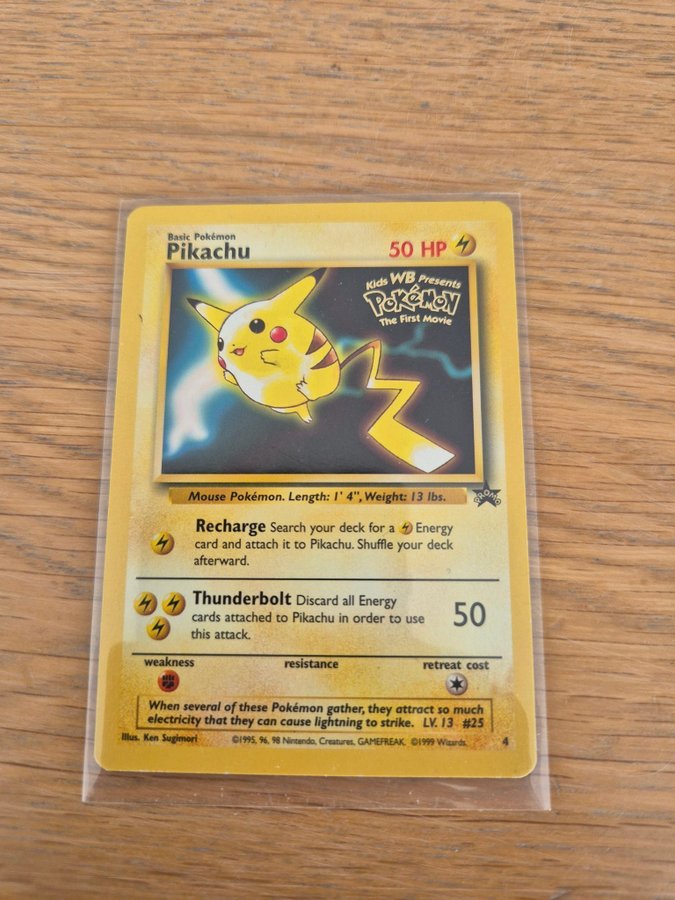 Basic Pokémon
Pikachu 50 HP
Kids WB Presents
POKéMON
The First Movie
Mouse Pokémon. Length: 1' 4", Weight: 13 lbs.
PROMO
Recharge Search your deck for a Energy
card and attach it to Pikachu. Shuffle your deck
afterward.
Thunderbolt Discard all Energy
cards attached to Pikachu in order to use
this attack.
50
weakness resistance retreat cost
When several of these Pokémon gather, they attract so much
electricity that they can cause lightning to strike. LV. 13 #25
Illus. Ken Sugimori ©1995, 96, 98 Nintendo, Creatures, GAMEFREAK. ©1999 Wizards. 4